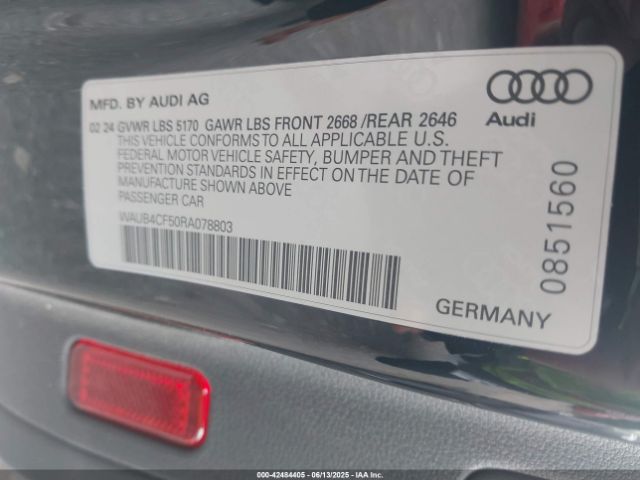 MFD. BY AUDI AG
Audi
02 24 GVWR LBS 5170 GAWR LBS FRONT 2668 /REAR 2646
THIS VEHICLE CONFORMS TO ALL APPLICABLE U.S.
FEDERAL MOTOR VEHICLE SAFETY, BUMPER AND THEFT
PREVENTION STANDARDS IN EFFECT ON THE DATE OF
MANUFACTURE SHOWN ABOVE
PASSENGER CAR
WAUB4CF50RA078803
0851560
GERMANY
000-42484405 - 06/13/2025 - IAA Inc.